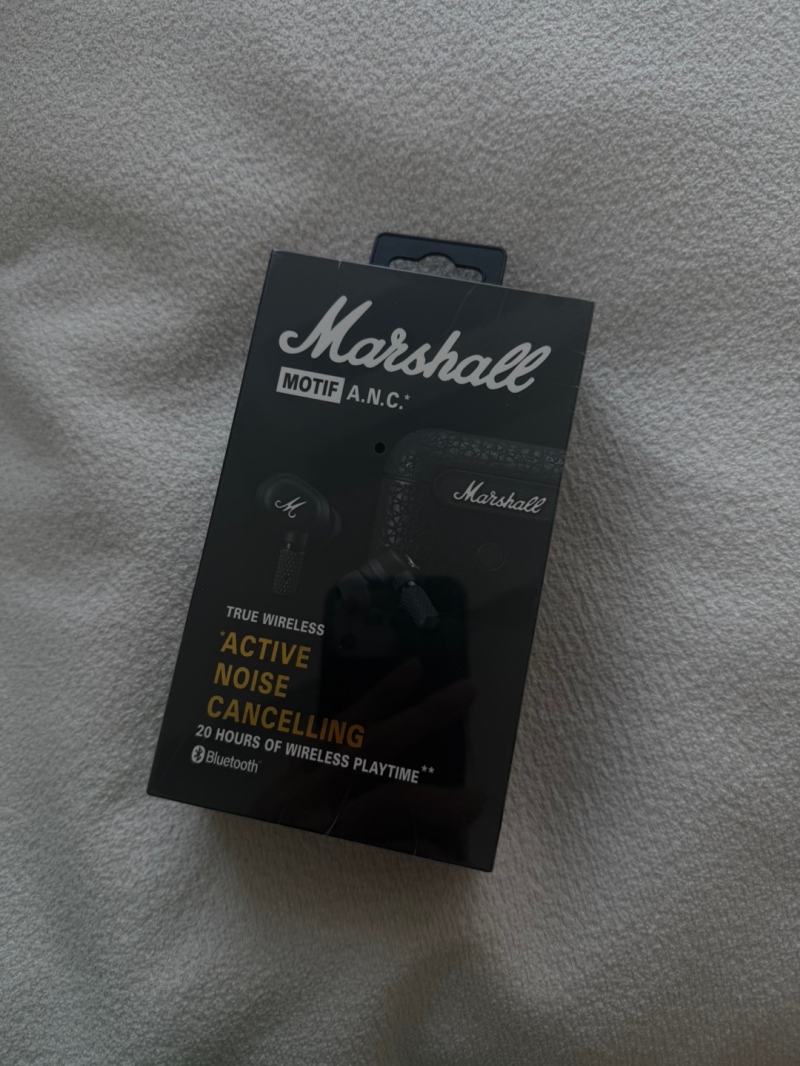 Marshall
MOTIF A.N.C.*
Marshall
M
TRUE WIRELESS
*ACTIVE
NOISE
CANCELLING
20 HOURS OF WIRELESS PLAYTIME**
Bluetooth